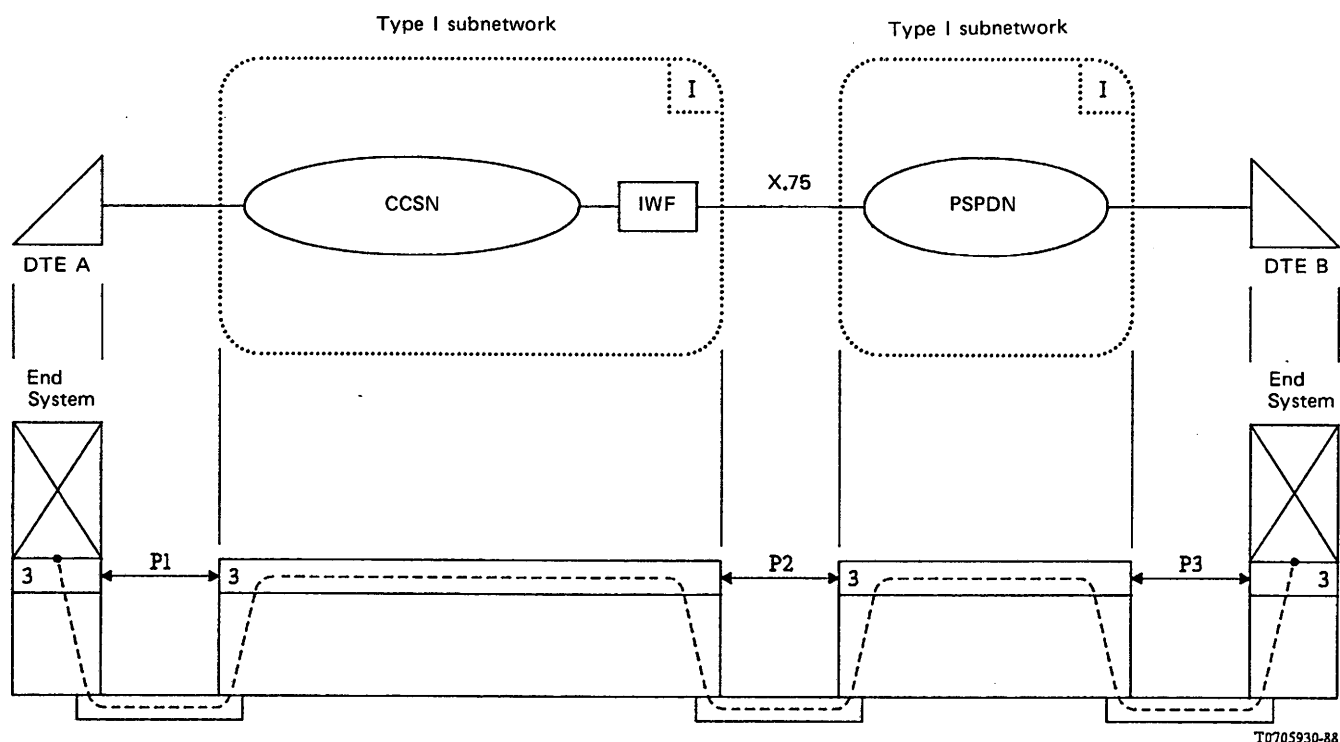 Type I subnetwork
Type I subnetwork
I
I
CCSN
IWF
X.75
PSPDN
DTE A
DTE B
End
System
End
System
3
P1
3
P2
3
P3
3
T0705930-88